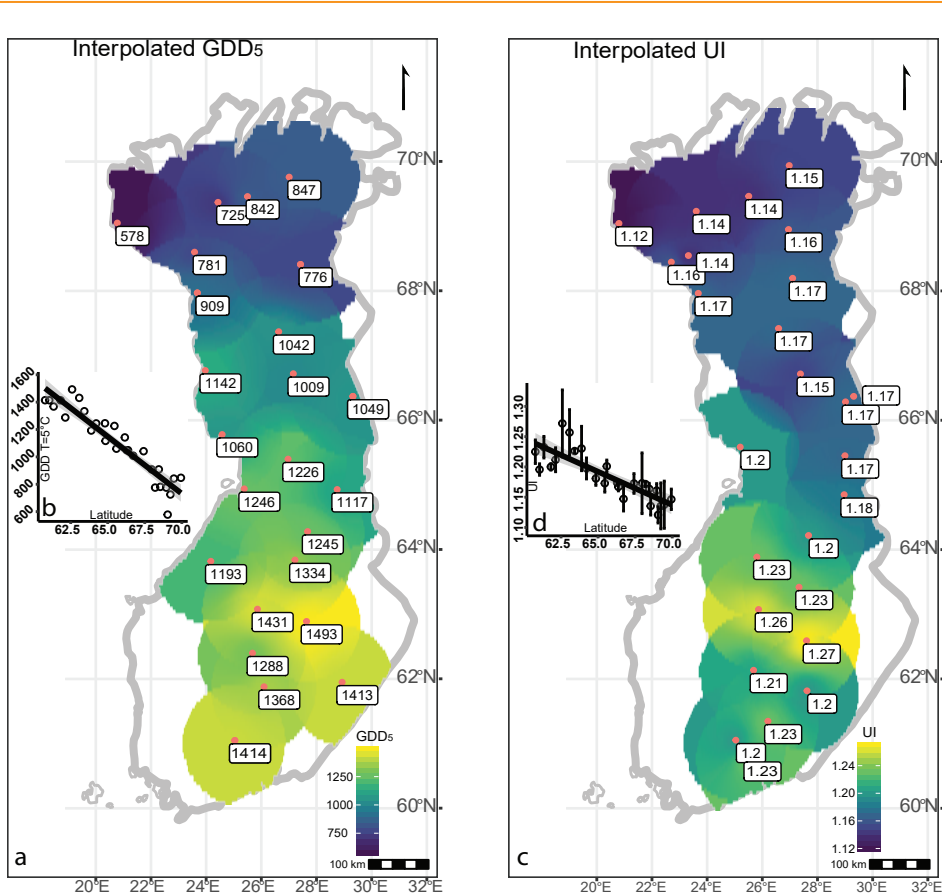 Interpolated GDD5
70°N
847
842
725
578
781
776
68°N
909
1042
1142
1009
1049
66°N
1060
1226
1246
1117
1245
64°N
1193
1334
1431
1493
1288
62°N
1368
1413
1414
60°N
GDD5
1250
1000
750
100 km
a
20°E 22°E 24°E 26°E 28°E 30°E 32°E
1600
1400
1200
1000
800
600
GDD T=5°C
b
Latitude
62.5 65.0 67.5 70.0
Interpolated UI
70°N
1.15
1.14
1.14
1.12
1.16
1.14
1.16
68°N
1.17
1.17
1.17
1.15
1.17
1.17
66°N
1.2
1.17
1.18
1.2
64°N
1.23
1.23
1.26
1.27
62°N
1.21
1.2
1.23
1.2
1.23
60°N
UI
1.24
1.20
1.16
1.12
100 km
c
20°E 22°E 24°E 26°E 28°E 30°E 32°E
1.30
1.25
1.20
1.15
1.10
UI
d
Latitude
62.5 65.0 67.5 70.0